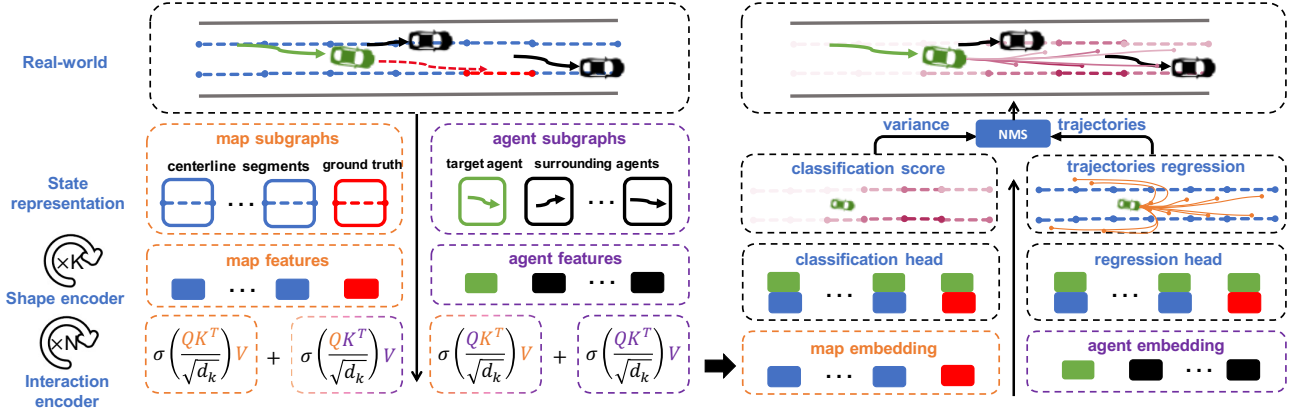 Real-world
State
representation
×K
Shape encoder
×N
Interaction
encoder
map subgraphs
centerline segments ground truth
...
agent subgraphs
target agent surrounding agents
...
map features
...
agent features
...
σ(QK^T/√d_k)V + σ(QK^T/√d_k)V
σ(QK^T/√d_k)V + σ(QK^T/√d_k)V
variance NMS trajectories
classification score
trajectories regression
classification head
...
regression head
...
map embedding
...
agent embedding
...